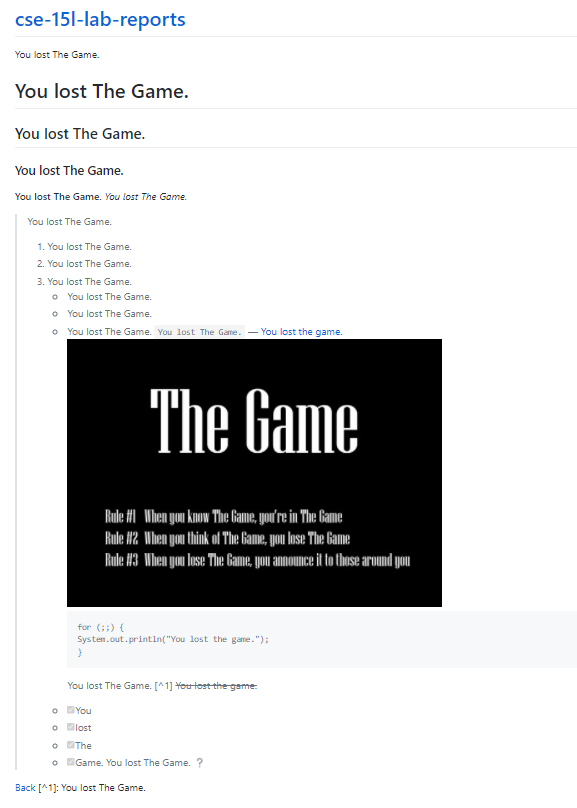 cse-15l-lab-reports
You lost The Game.
You lost The Game.
You lost The Game.
You lost The Game.
You lost The Game. You lost The Game.
You lost The Game.
1. You lost The Game.
2. You lost The Game.
3. You lost The Game.
You lost The Game.
You lost The Game.
You lost The Game. You lost The Game. — You lost the game.
The Game
Rule #1 When you know The Game, you're in The Game
Rule #2 When you think of The Game, you lose The Game
Rule #3 When you lose The Game, you announce it to those around you
for (;;) {
System.out.println("You lost the game.");
}
You lost The Game. [^1] You lost the game.
You
lost
The
Game. You lost The Game. ❔
Back [^1]: You lost The Game.